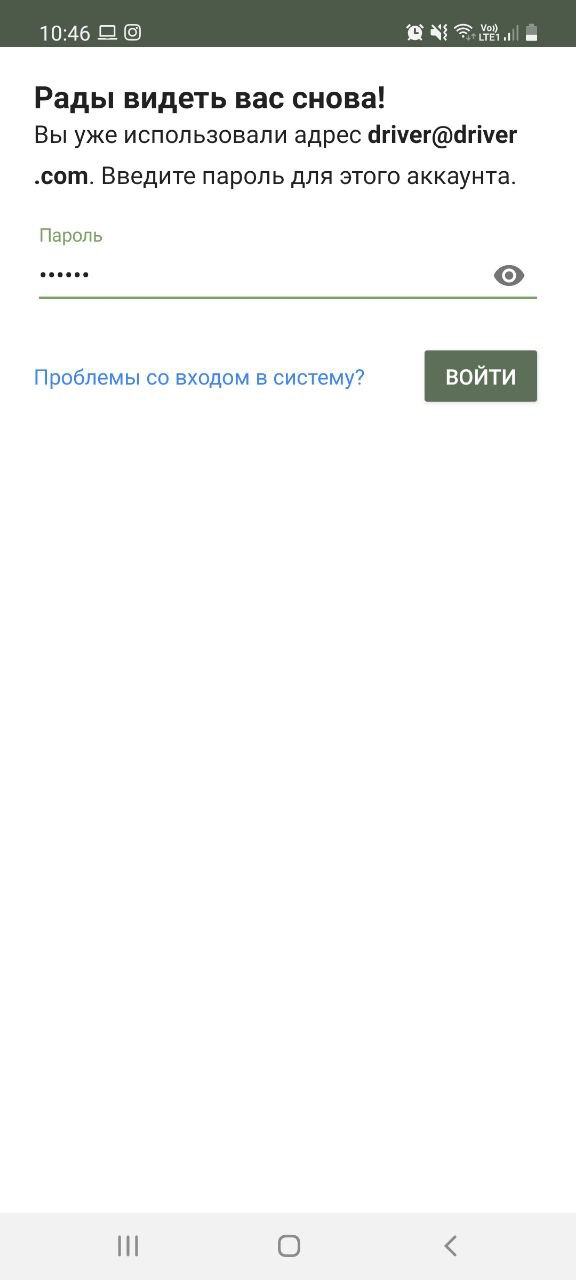 10:46
Vo)) LTE1
Рады видеть вас снова!
Вы уже использовали адрес driver@driver
.com. Введите пароль для этого аккаунта.
Пароль
••••••
Проблемы со входом в систему?
ВОЙТИ